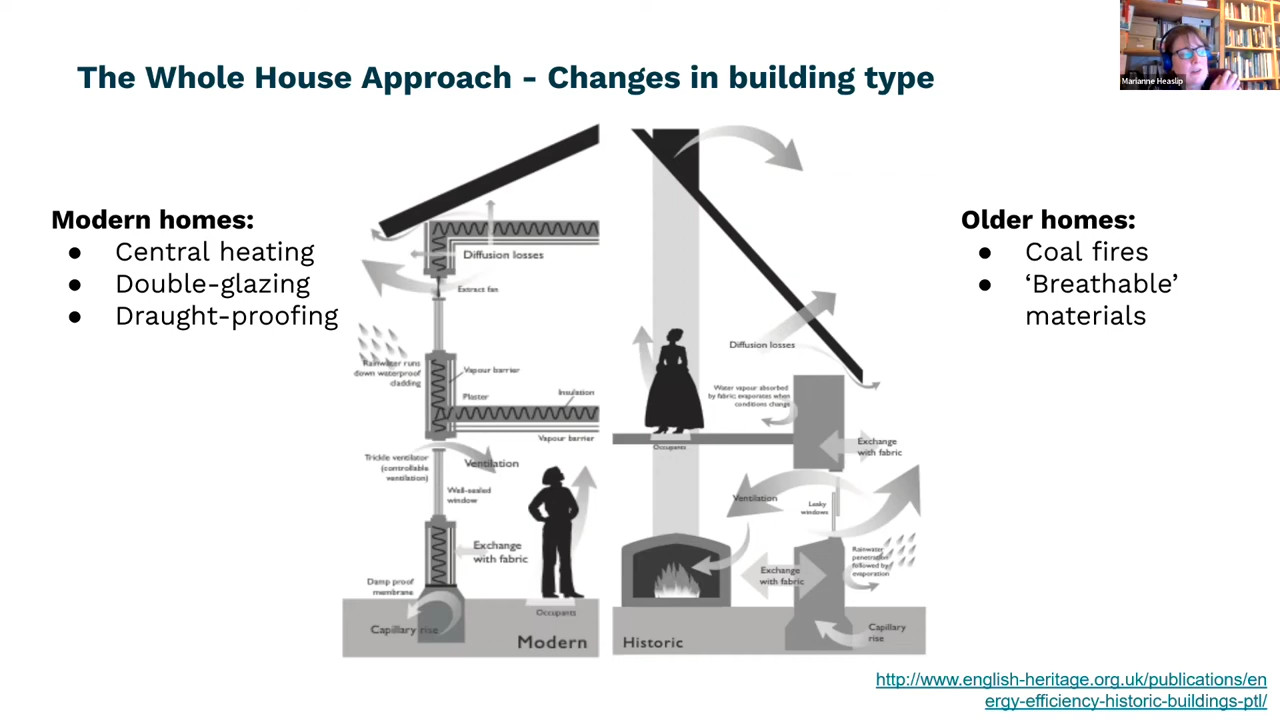 The Whole House Approach - Changes in building type
Marianne Heaslip
Modern homes:
● Central heating
● Double-glazing
● Draught-proofing
Diffusion losses
Extract fan
Rainwater runs
down waterproof
cladding
Vapour barrier
Plaster
Insulation
Vapour barrier
Trickle ventilator
(controllable
ventilation)
Ventilation
Well-sealed
window
Exchange
with fabric
Damp proof
membrane
Capillary rise
Occupants
Modern
Diffusion losses
Water vapour absorbed
by fabric; evaporates when
conditions change
Occupants
Exchange
with fabric
Ventilation
Leaky
windows
Rainwater
penetration
followed by
evaporation
Exchange
with fabric
Capillary
rise
Historic
Older homes:
● Coal fires
● ‘Breathable’
materials
http://www.english-heritage.org.uk/publications/en
ergy-efficiency-historic-buildings-ptl/